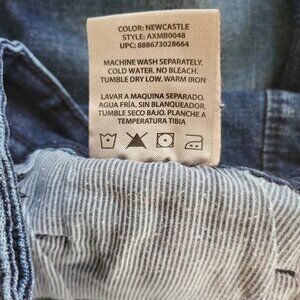 COLOR: NEWCASTLE
STYLE: AXMB0048
UPC: 888673028664
MACHINE WASH SEPARATELY.
COLD WATER. NO BLEACH.
TUMBLE DRY LOW. WARM IRON
LAVAR A MAQUINA SEPARADO.
AGUA FRÍA, SIN BLANQUEADOR.
TUMBLE SECO BAJO. PLANCHE A
TEMPERATURA TIBIA